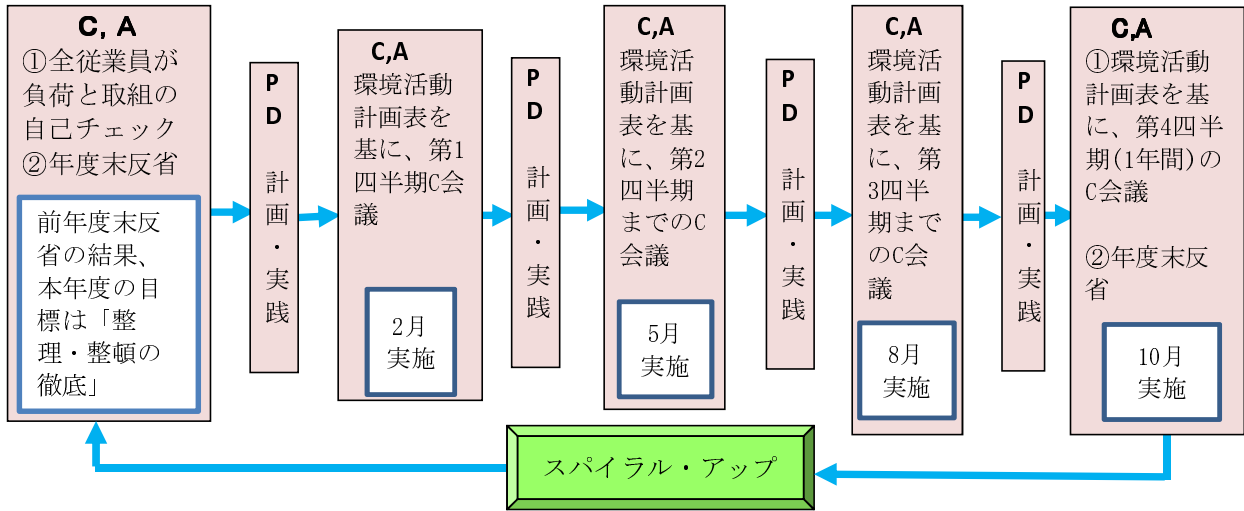 C, A
①全従業員が
負荷と取組の
自己チェック
②年度末反省
前年度末反
省の結果、
本年度の目
標は「整
理・整頓の
徹底」
P
D
計画・実践
C,A
環境活動
計画表を
基に、第1
四半期C会
議
2月
実施
P
D
計画・実践
C,A
環境活
動計画
表を基
に、第2
四半期
までのC
会議
5月
実施
P
D
計画・実践
C,A
環境活
動計画
表を基
に、第
3四半
期まで
のC会
議
8月
実施
P
D
計画・実践
C,A
①環境活動
計画表を基
に、第4四半
期(1年間)の
C会議
②年度末反
省
10月
実施
スパイラル・アップ